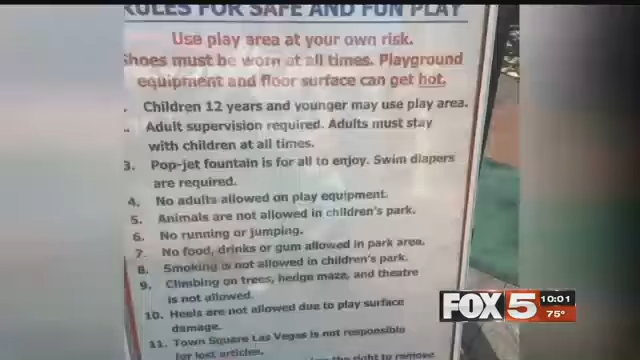 RULES FOR SAFE AND FUN PLAY
Use play area at your own risk.
Shoes must be worn at all times. Playground
equipment and floor surface can get hot.
Children 12 years and younger may use play area.
Adult supervision required. Adults must stay
with children at all times.
3. Pop-jet fountain is for all to enjoy. Swim diapers
are required.
4. No adults allowed on play equipment.
5. Animals are not allowed in children's park.
6. No running or jumping.
7. No food, drinks or gum allowed in park area.
8. Smoking is not allowed in children's park.
9. Climbing on trees, hedge maze, and theatre
is not allowed.
10. Heels are not allowed due to play surface
damage.
11. Town Square Las Vegas is not responsible
for lost articles.
the right to remove
FOX 5 10:01
75°